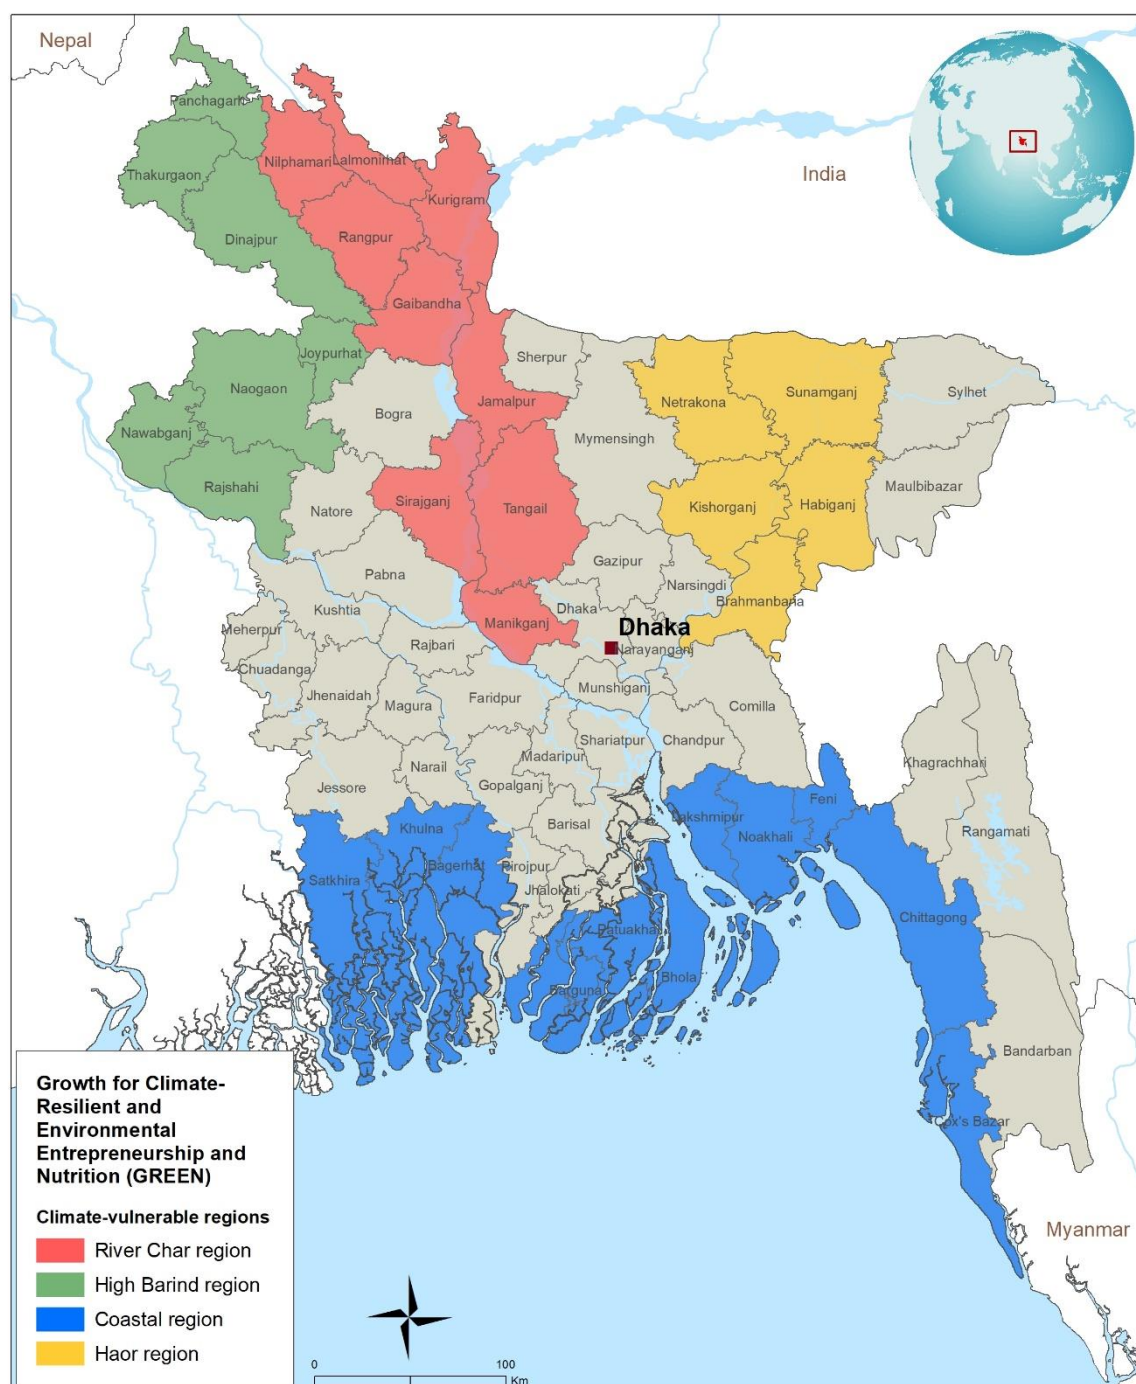 Nepal
India
Panchagarh
Nilphamari
Lalmonirhat
Thakurgaon
Kurigram
Dinajpur
Rangpur
Gaibandha
Joypurhat
Sherpur
Naogaon
Netrakona
Sunamganj
Sylhet
Jamalpur
Bogra
Nawabganj
Mymensingh
Rajshahi
Sirajganj
Tangail
Kishorganj
Habiganj
Maulbibazar
Natore
Gazipur
Pabna
Narsingdi
Kushtia
Dhaka
Brahmanbaria
Meherpur
Manikganj
Dhaka
Rajbari
Narayanganj
Chuadanga
Jhenaidah
Munshiganj
Magura
Faridpur
Comilla
Shariatpur
Chandpur
Madaripur
Khagrachhari
Narail
Jessore
Gopalganj
Feni
Lakshmipur
Barisal
Khulna
Noakhali
Rangamati
Bagerhat
Pirojpur
Satkhira
Jhalokati
Chittagong
Patuakhali
Bhola
Barguna
Bandarban
Cox's Bazar
Myanmar
Growth for Climate-
Resilient and
Environmental
Entrepreneurship and
Nutrition (GREEN)
Climate-vulnerable regions
River Char region
High Barind region
Coastal region
Haor region
0 100
Km